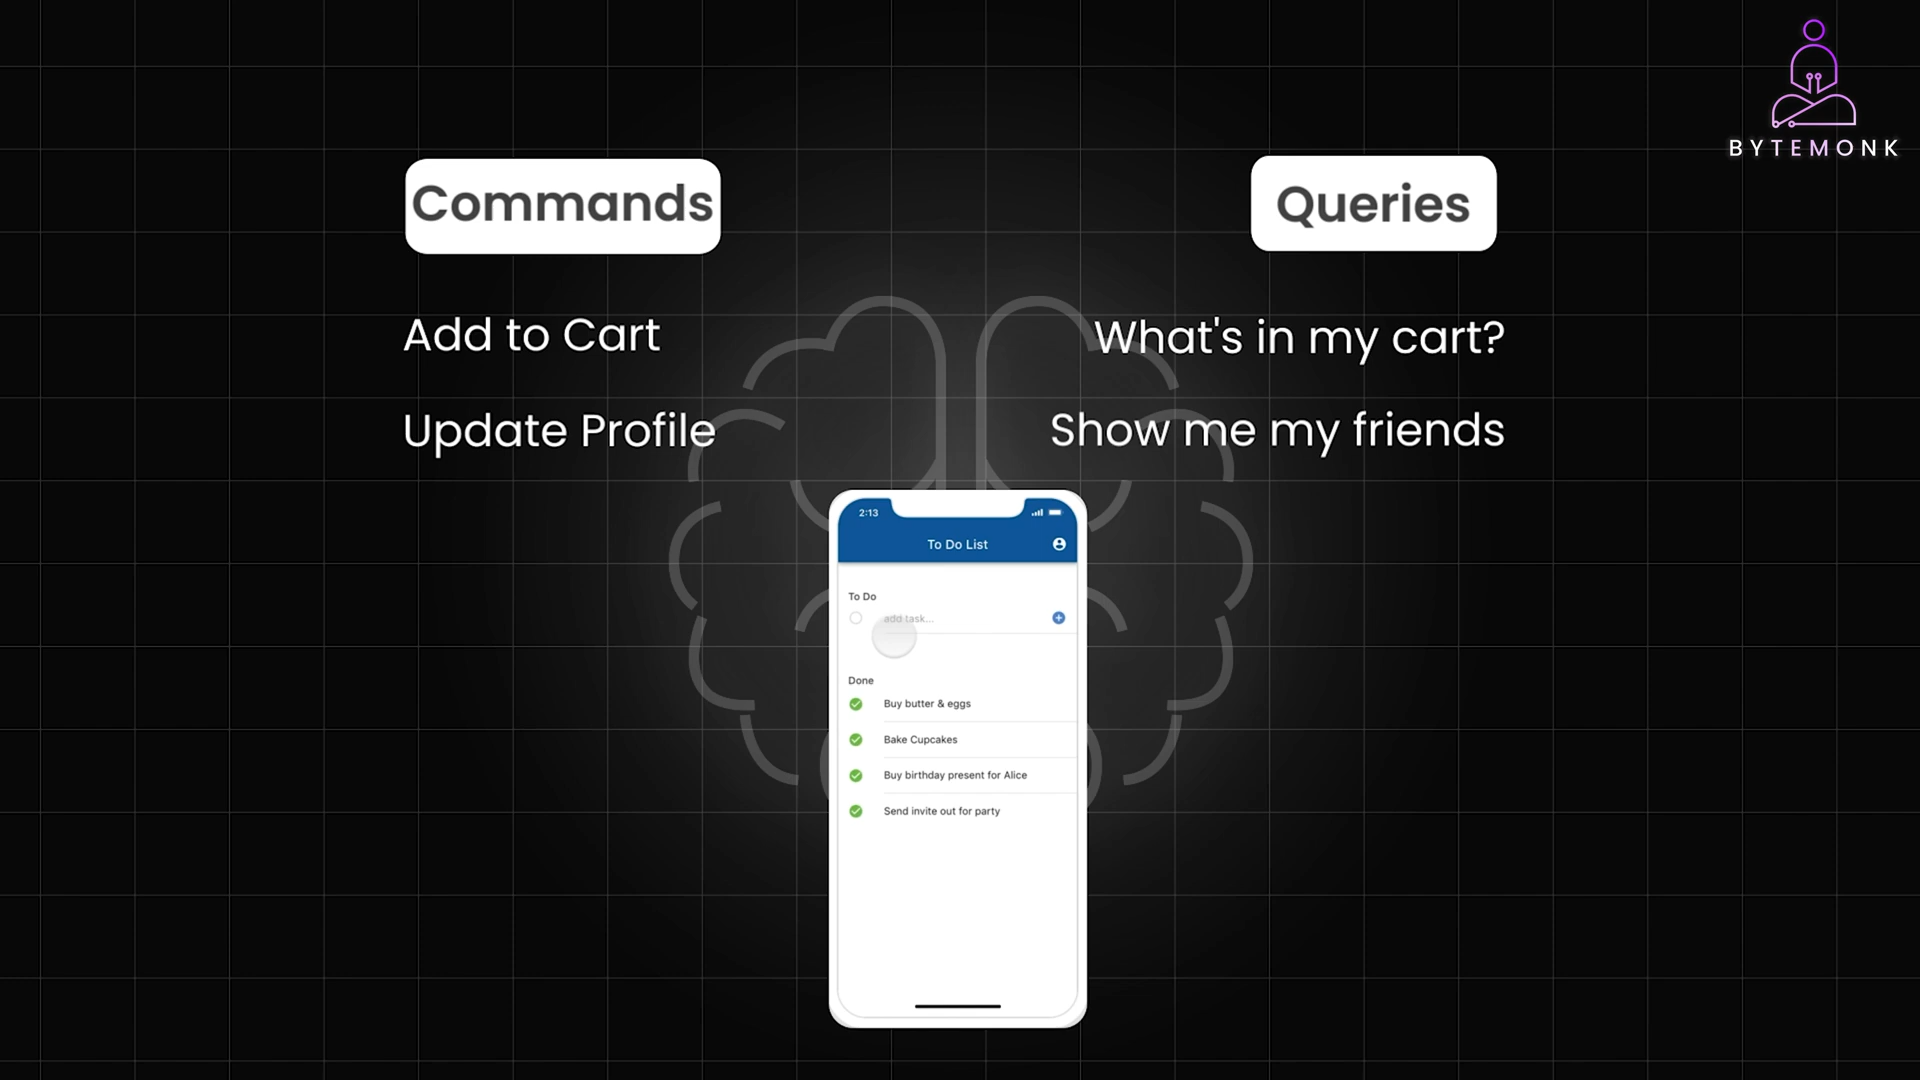 BYTEMONK
Commands
Add to Cart
Update Profile
Queries
What's in my cart?
Show me my friends
2:13
To Do List
To Do
add task...
Done
Buy butter & eggs
Bake Cupcakes
Buy birthday present for Alice
Send invite out for party